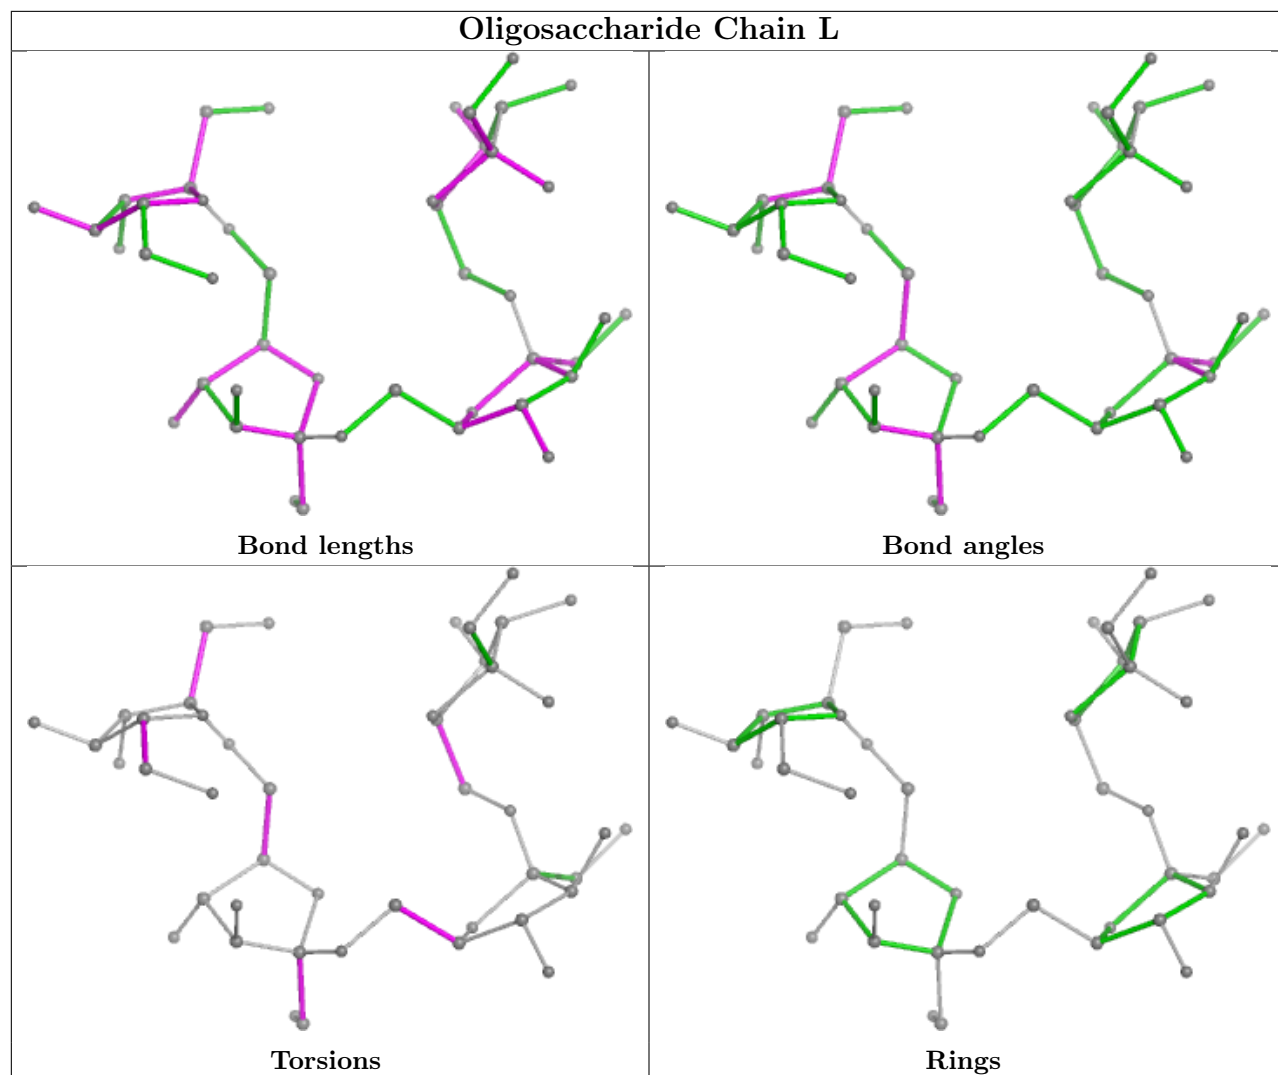 Oligosaccharide Chain L
Bond lengths
Bond angles
Torsions
Rings